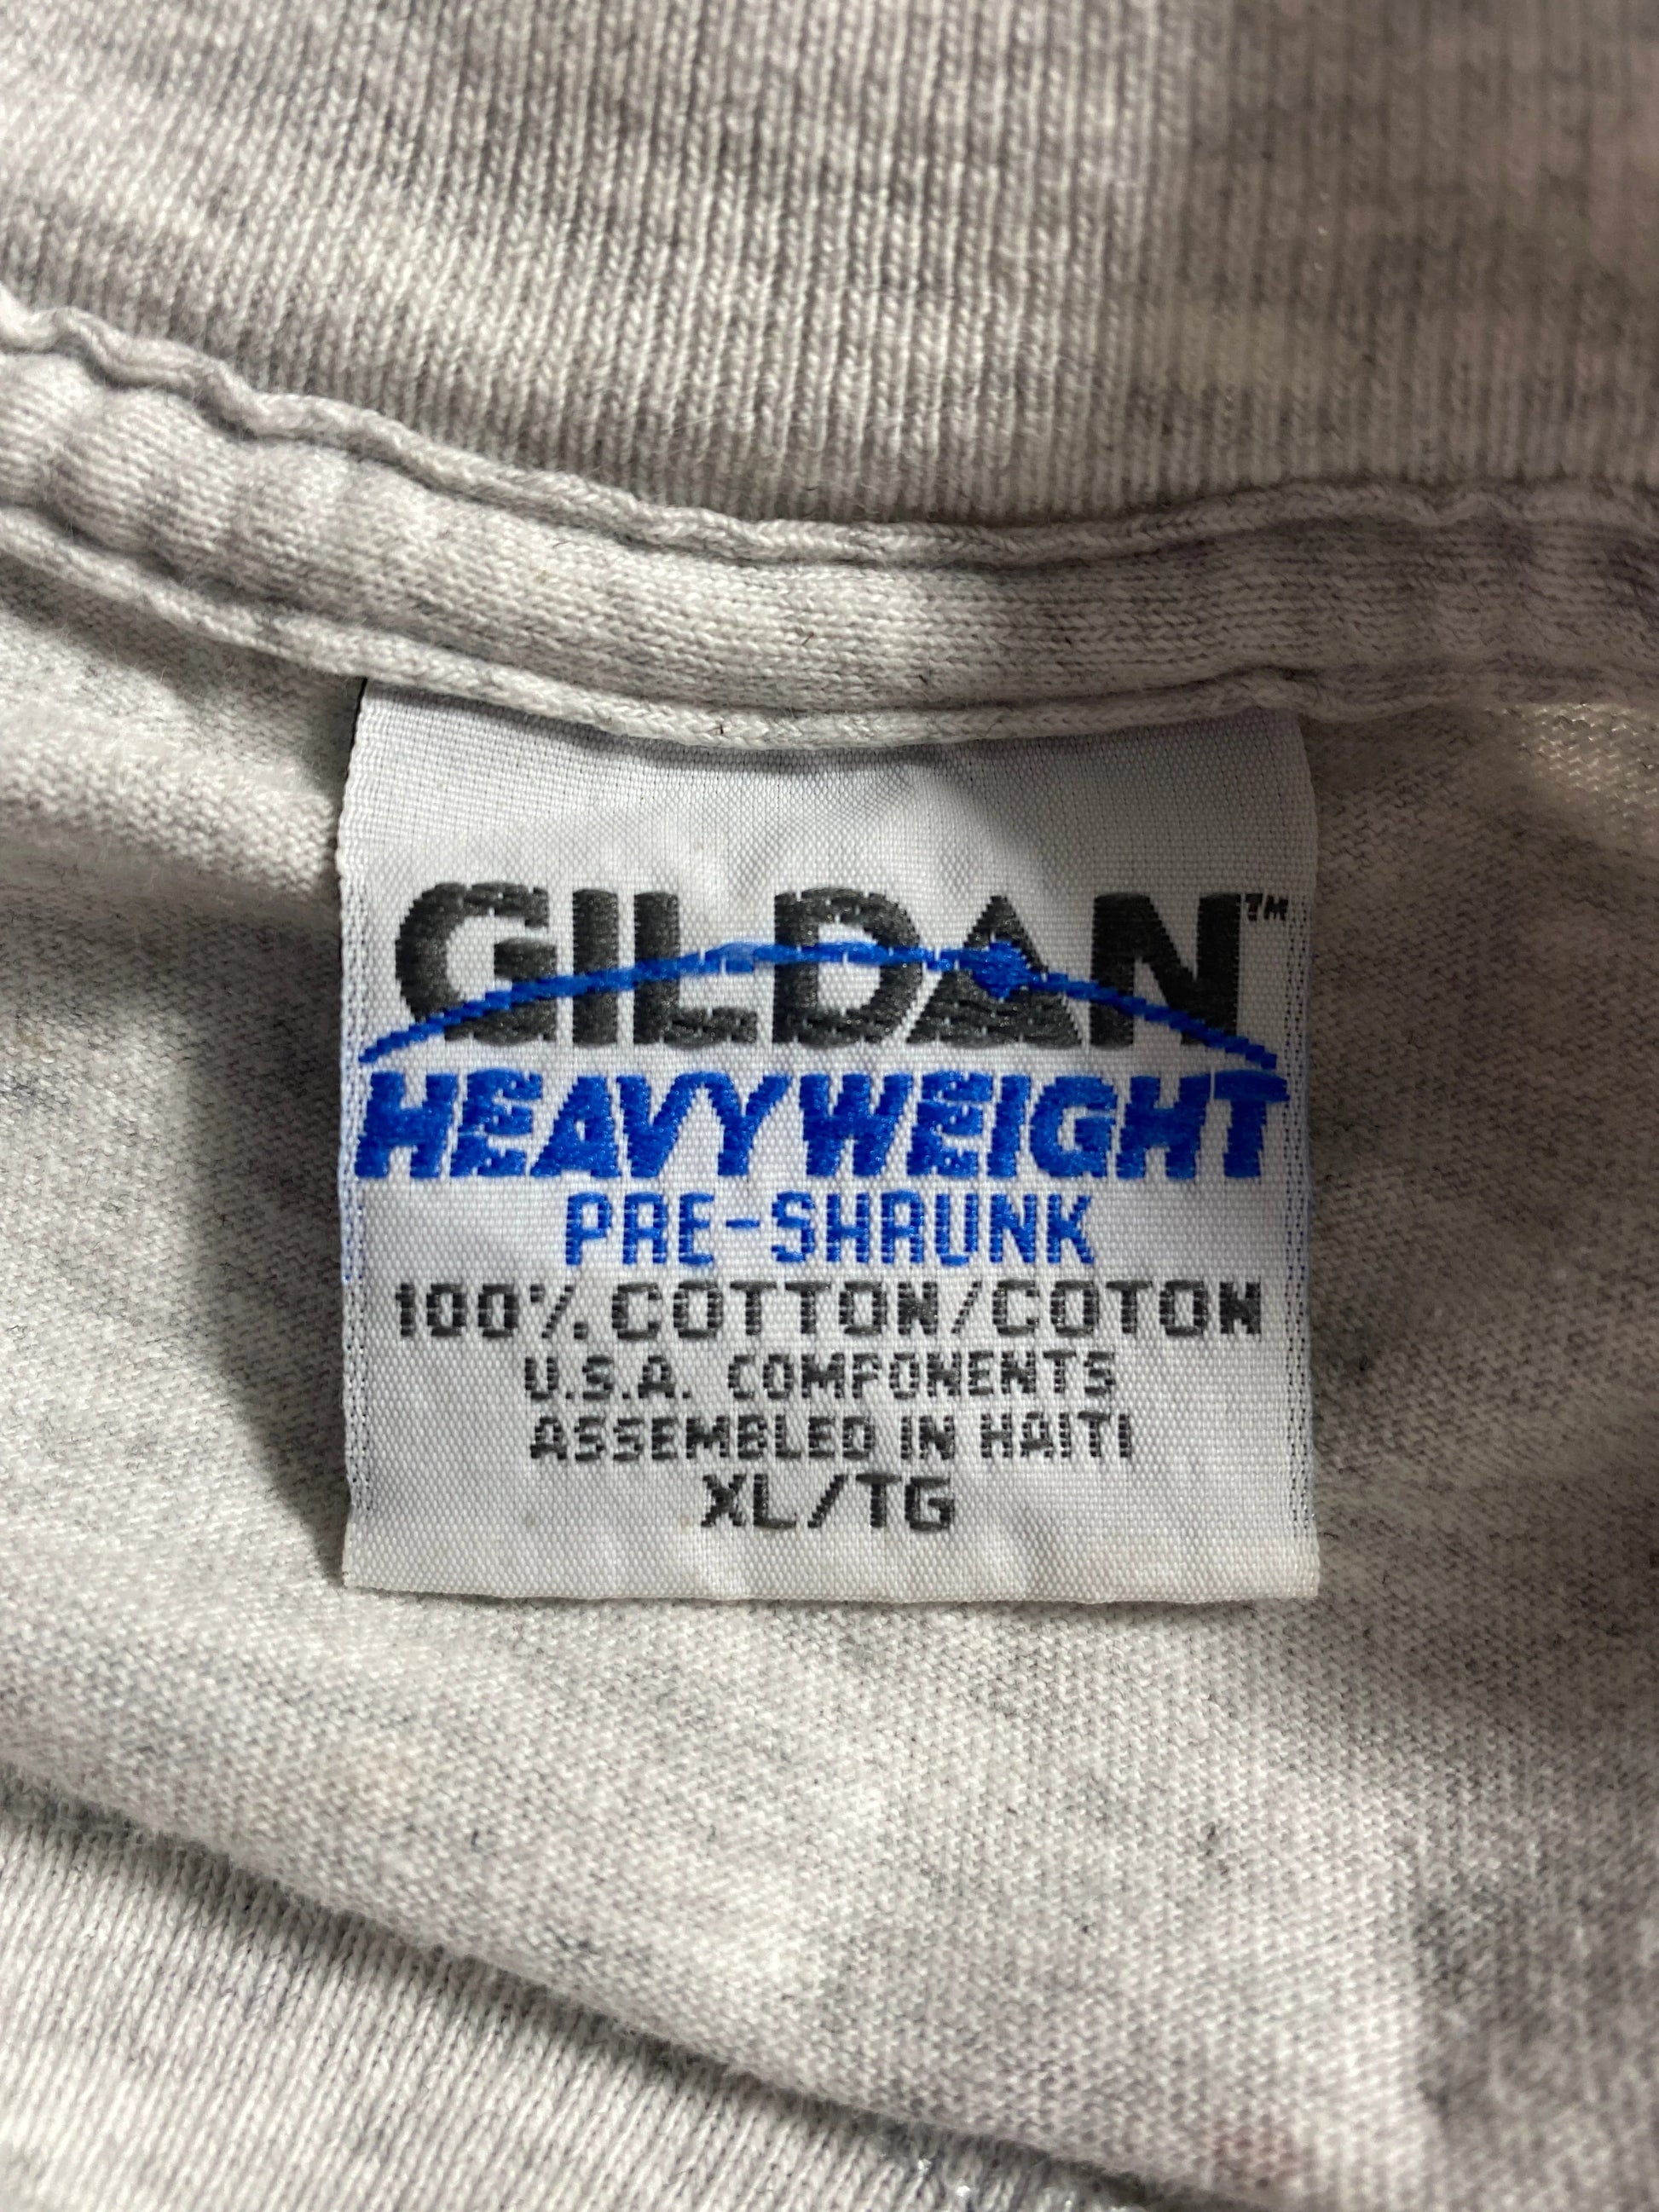 GILDAN™
HEAVYWEIGHT
PRE-SHRUNK
100% COTTON/COTON
U.S.A. COMPONENTS
ASSEMBLED IN HAITI
XL/TG